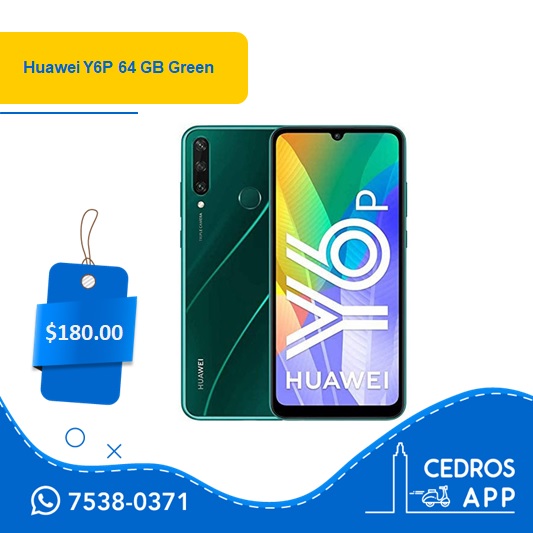 Huawei Y6P 64 GB Green
$180.00
HUAWEI
Y6P
HUAWEI
7538-0371
CEDROS
APP